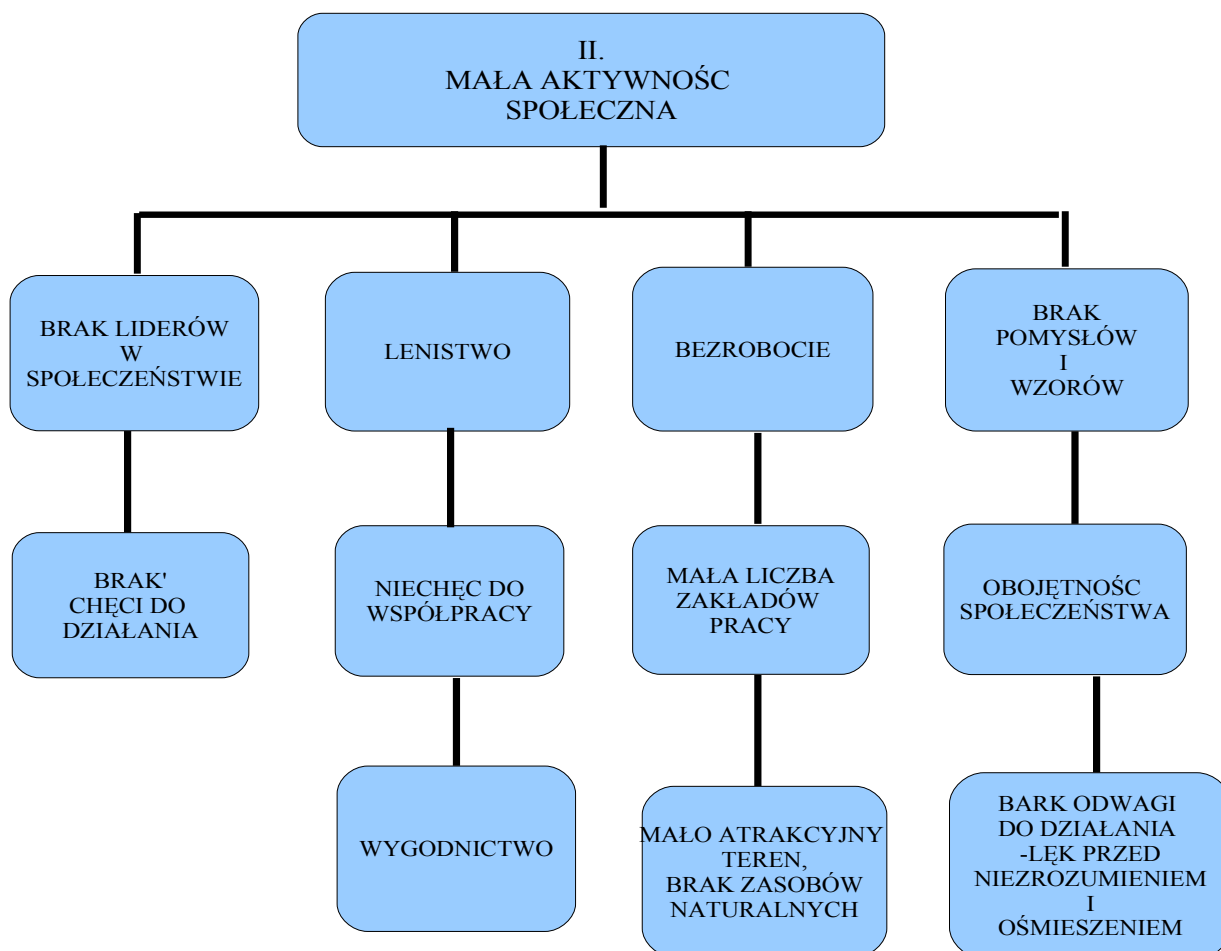 II.
MAŁA AKTYWNOŚC
SPOŁECZNA
BRAK LIDERÓW
W
SPOŁECZEŃSTWIE
LENISTWO
BEZROBOCIE
BRAK
POMYSŁÓW
I
WZORÓW
BRAK'
CHĘCI DO
DZIAŁANIA
NIECHĘC DO
WSPÓŁPRACY
MAŁA LICZBA
ZAKŁADÓW
PRACY
OBOJĘTNOŚC
SPOŁECZEŃSTWA
WYGODNICTWO
MAŁO ATRAKCYJNY
TEREN,
BRAK ZASOBÓW
NATURALNYCH
BARK ODWAGI
DO DZIAŁANIA
-LĘK PRZED
NIEZROZUMIENIEM
I
OŚMIESZENIEM